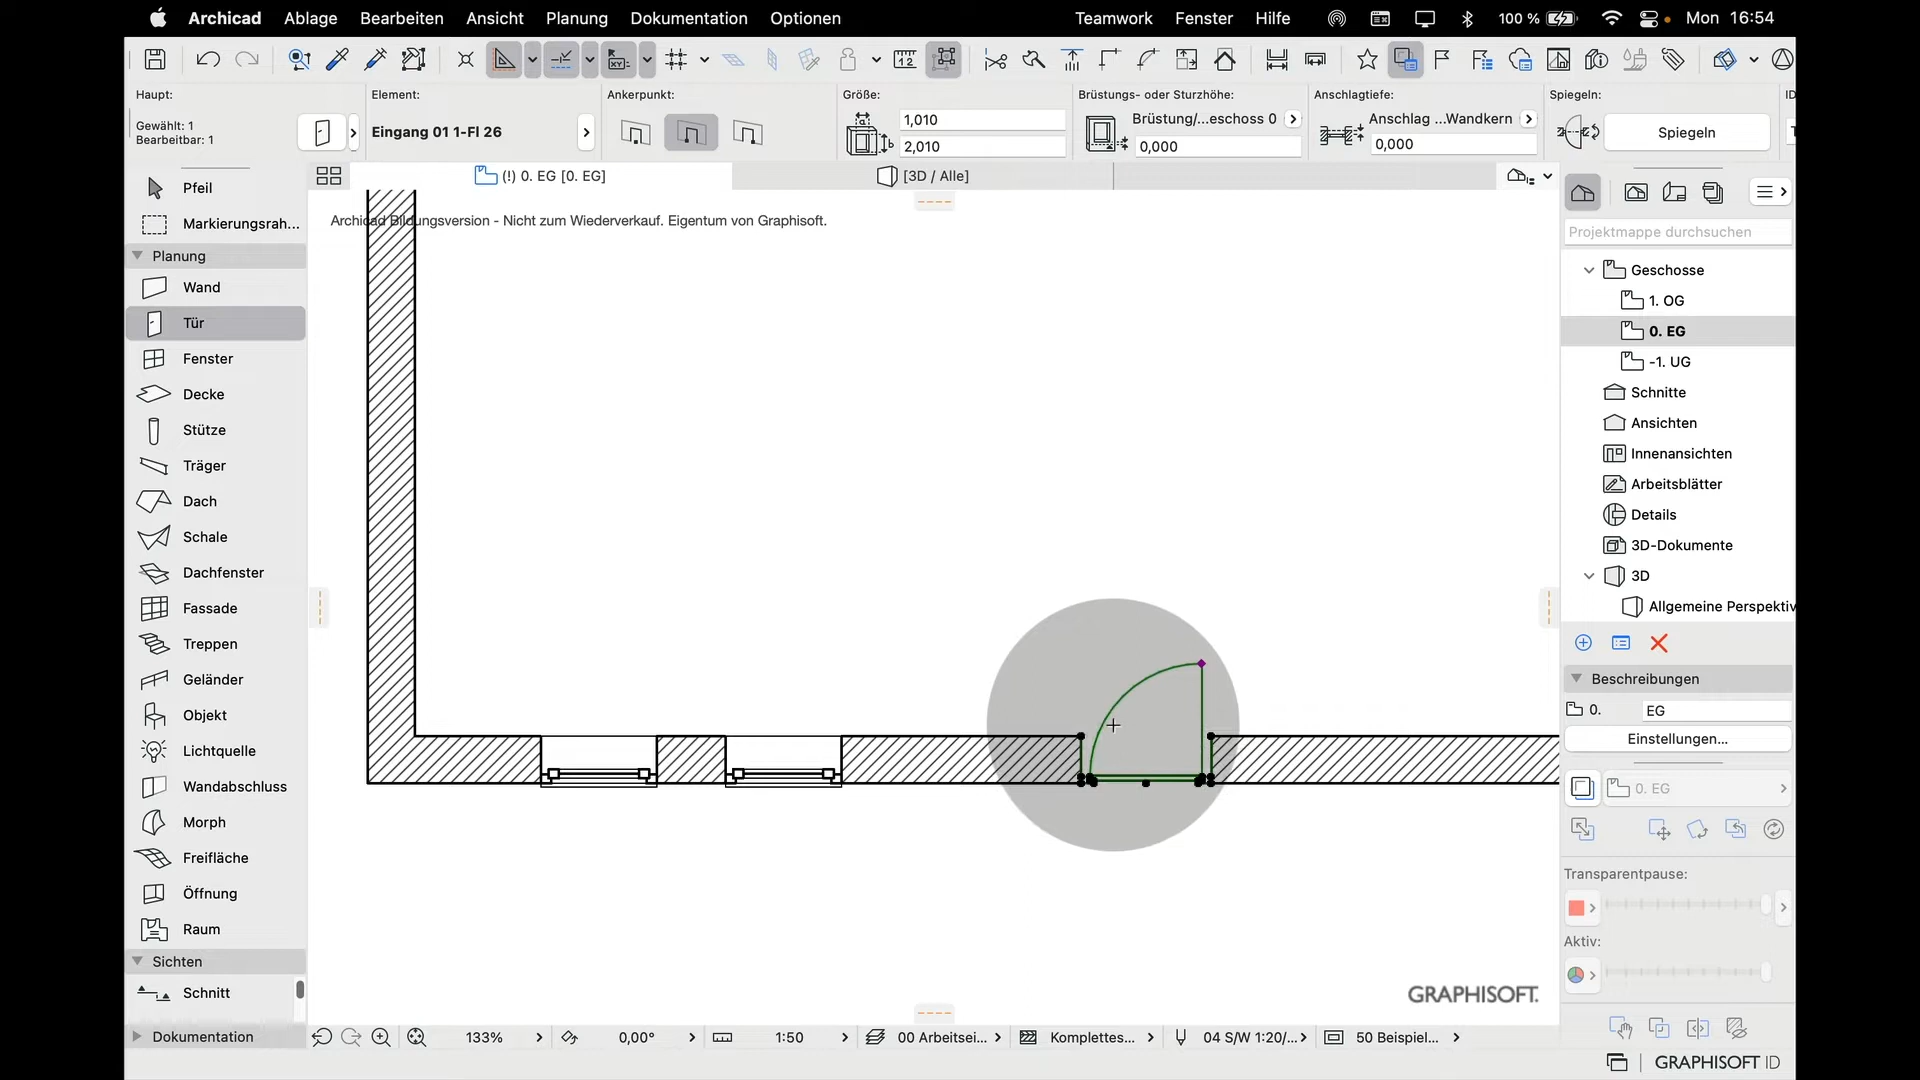 Archicad Ablage Bearbeiten Ansicht Planung Dokumentation Optionen Teamwork Fenster Hilfe 100 % Mon 16:54
Haupt: Element: Ankerpunkt: Größe: Brüstungs- oder Sturzhöhe: Anschlagtiefe: Spiegeln: ID
Gewählt: 1
Bearbeitbar: 1
Eingang 01 1-Fl 26
1,010
2,010
Brüstung/...eschoss 0
0,000
Anschlag ...Wandkern
0,000
Spiegeln
(!) 0. EG [0. EG]
[3D / Alle]
Archicad Bildungsversion - Nicht zum Wiederverkauf. Eigentum von Graphisoft.
Pfeil
Markierungsrah...
Planung
Wand
Tür
Fenster
Decke
Stütze
Träger
Dach
Schale
Dachfenster
Fassade
Treppen
Geländer
Objekt
Lichtquelle
Wandabschluss
Morph
Freifläche
Öffnung
Raum
Sichten
Schnitt
Dokumentation
Projektmappe durchsuchen
Geschosse
1. OG
0. EG
-1. UG
Schnitte
Ansichten
Innenansichten
Arbeitsblätter
Details
3D-Dokumente
3D
Allgemeine Perspektiv
Beschreibungen
0. EG
Einstellungen...
0. EG
Transparentpause:
Aktiv:
GRAPHISOFT.
133% 0,00° 1:50 00 Arbeitsei... Komplettes... 04 S/W 1:20/... 50 Beispiel...
GRAPHISOFT ID